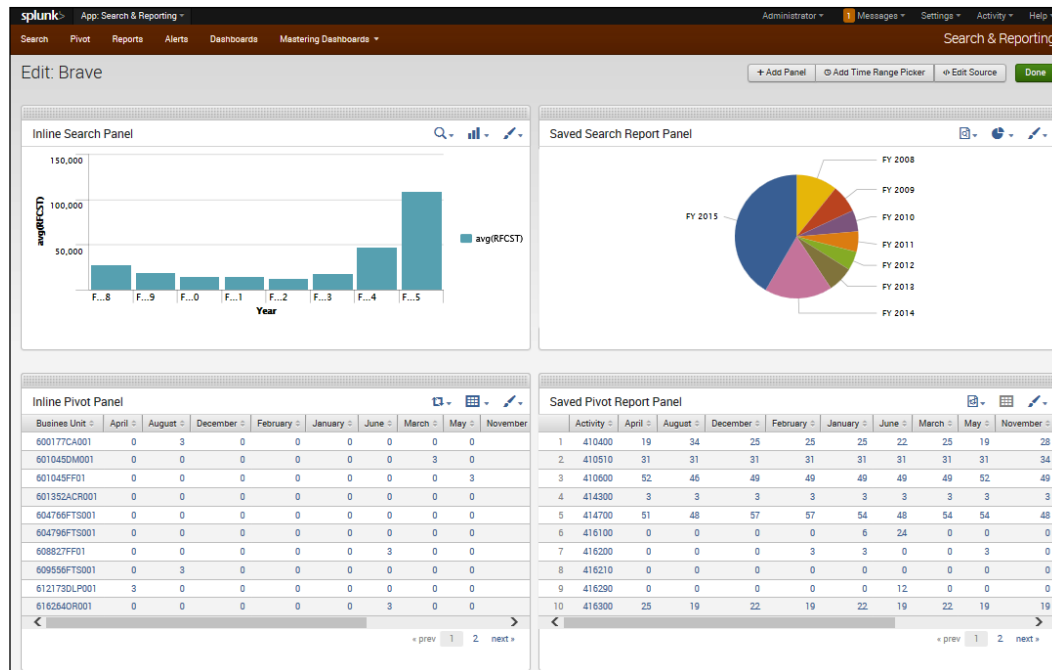 splunk> App: Search & Reporting Administrator 1 Messages Settings Activity Help
Search Pivot Reports Alerts Dashboards Mastering Dashboards Search & Reporting
Edit: Brave + Add Panel Add Time Range Picker Edit Source Done
Inline Search Panel
150,000
100,000
50,000
avg(RFCST)
avg(RFCST)
F...8 F...9 F...0 F...1 F...2 F...3 F...4 F...5
Year
Saved Search Report Panel
FY 2008
FY 2009
FY 2015
FY 2010
FY 2011
FY 2012
FY 2013
FY 2014
Inline Pivot Panel
Busines Unit April August December February January June March May November
600177CA001 0 3 0 0 0 0 0 0
601045DM001 0 0 0 0 0 0 3 0
601045FF01 0 0 0 0 0 0 0 3
601352ACR001 0 0 0 0 0 0 0 0
604766FTS001 0 0 0 0 0 0 0 0
604796FTS001 0 0 0 0 0 0 0 0
608827FF01 0 0 0 0 0 3 0 0
609556FTS001 0 3 0 0 0 0 0 0
612173DLP001 3 0 0 0 0 0 0 0
616264OR001 0 0 0 0 0 3 0 0
« prev 1 2 next »
Saved Pivot Report Panel
Activity April August December February January June March May November
1 410400 19 34 25 25 25 22 25 19 28
2 410510 31 31 31 31 31 31 31 31 34
3 410600 52 46 49 49 49 49 49 52 49
4 414300 3 3 3 3 3 3 3 3 3
5 414700 51 48 57 57 54 48 54 54 48
6 416100 0 0 0 0 6 24 0 0 0
7 416200 0 0 0 3 3 0 0 3 0
8 416210 0 0 0 0 0 0 0 0 0
9 416290 0 0 0 0 0 12 0 0 0
10 416300 25 19 22 19 22 19 22 19 19
« prev 1 2 next »